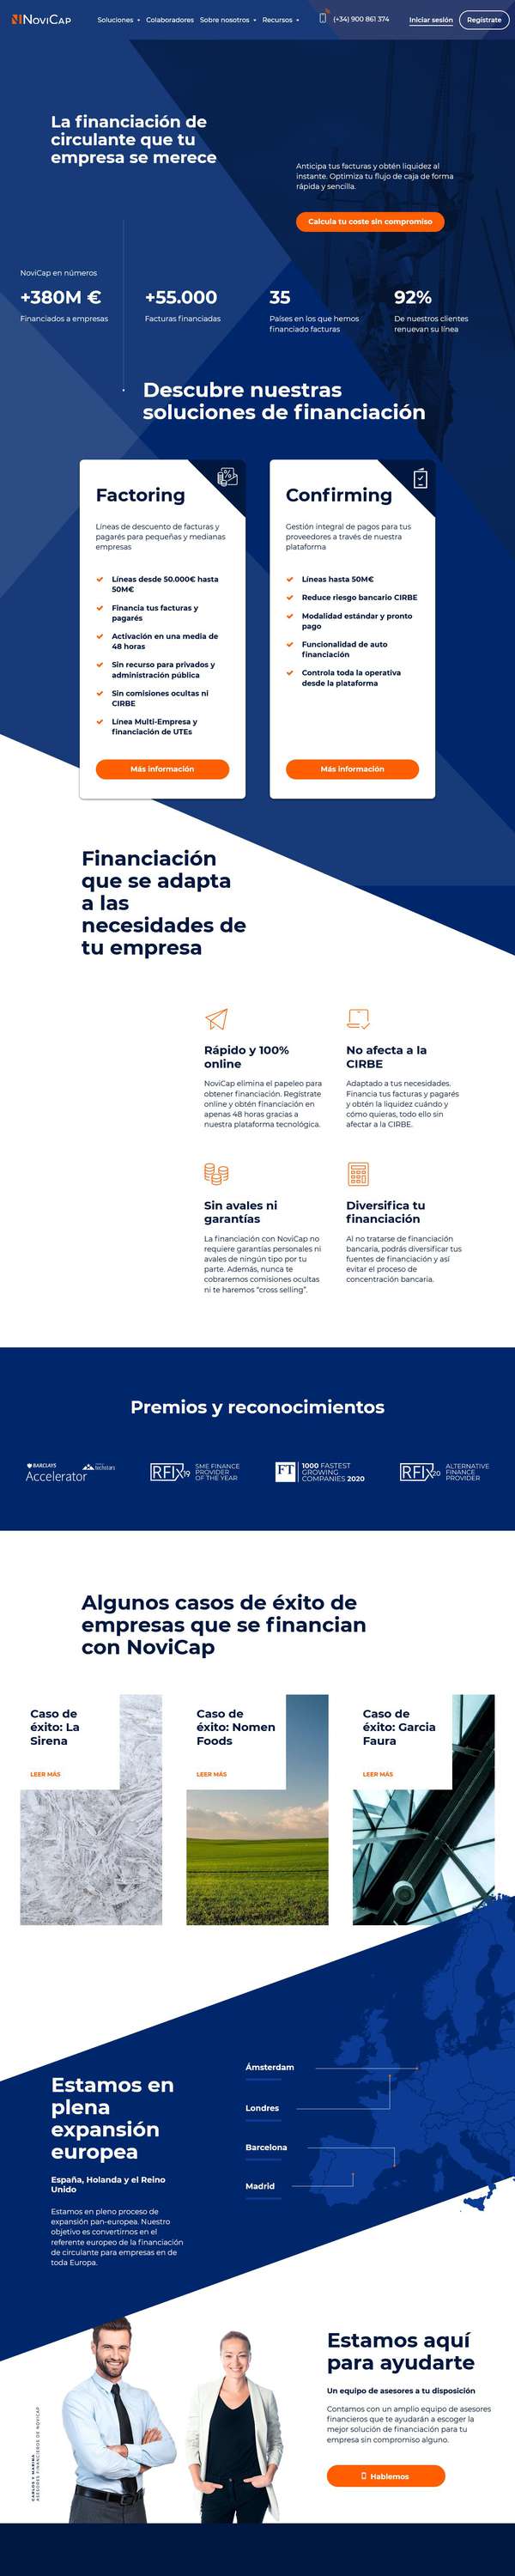 NoviCap
Soluciones
Colaboradores
Sobre nosotros
Recursos
(+34) 900 861 374
Iniciar sesión
Regístrate
La financiación de
circulante que tu
empresa se merece
Anticipa tus facturas y obtén liquidez al
instante. Optimiza tu flujo de caja de forma
rápida y sencilla.
Calcula tu coste sin compromiso
NoviCap en números
+380M €
Financiados a empresas
+55.000
Facturas financiadas
35
Países en los que hemos
financiado facturas
92%
De nuestros clientes
renuevan su línea
Descubre nuestras
soluciones de financiación
Factoring
Líneas de descuento de facturas y
pagarés para pequeñas y medianas
empresas
Líneas desde 50.000€ hasta
50M€
Financia tus facturas y
pagarés
Activación en una media de
48 horas
Sin recurso para privados y
administración pública
Sin comisiones ocultas ni
CIRBE
Línea Multi-Empresa y
financiación de UTEs
Más información
Confirming
Gestión integral de pagos para tus
proveedores a través de nuestra
plataforma
Líneas hasta 50M€
Reduce riesgo bancario CIRBE
Modalidad estándar y pronto
pago
Funcionalidad de auto
financiación
Controla toda la operativa
desde la plataforma
Más información
Financiación
que se adapta
a las
necesidades de
tu empresa
Rápido y 100%
online
NoviCap elimina el papeleo para
obtener financiación. Regístrate
online y obtén financiación en
apenas 48 horas gracias a
nuestra plataforma tecnológica.
No afecta a la
CIRBE
Adaptado a tus necesidades.
Financia tus facturas y pagarés
y obtén la liquidez cuándo y
cómo quieras, todo ello sin
afectar a la CIRBE.
Sin avales ni
garantías
La financiación con NoviCap no
requiere garantías personales ni
avales de ningún tipo por tu
parte. Además, nunca te
cobraremos comisiones ocultas
ni te haremos “cross selling”.
Diversifica tu
financiación
Al no tratarse de financiación
bancaria, podrás diversificar tus
fuentes de financiación y así
evitar el proceso de
concentración bancaria.
Premios y reconocimientos
BARCLAYS
techstars
Accelerator
RFIX19
SME FINANCE
PROVIDER
OF THE YEAR
FT
1000 FASTEST
GROWING
COMPANIES 2020
RFIX20
ALTERNATIVE
FINANCE
PROVIDER
Algunos casos de éxito de
empresas que se financian
con NoviCap
Caso de
éxito: La
Sirena
LEER MÁS
Caso de
éxito: Nomen
Foods
LEER MÁS
Caso de
éxito: Garcia
Faura
LEER MÁS
Estamos en
plena
expansión
europea
España, Holanda y el Reino
Unido
Estamos en pleno proceso de
expansión pan-europea. Nuestro
objetivo es convertirnos en el
referente europeo de la financiación
de circulante para empresas en de
toda Europa.
Ámsterdam
Londres
Barcelona
Madrid
CARLOS Y MARINA
ASESORES FINANCIEROS DE NOVICAP
Estamos aquí
para ayudarte
Un equipo de asesores a tu disposición
Contamos con un amplio equipo de asesores
financieros que te ayudarán a escoger la
mejor solución de financiación para tu
empresa sin compromiso alguno.
Hablemos